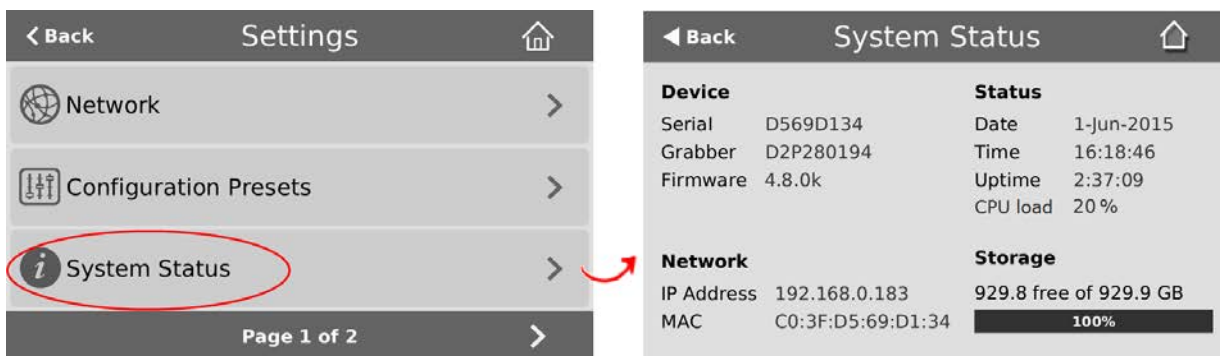 Back Settings
Network
Configuration Presets
i System Status
Page 1 of 2
Back System Status
Device
Serial D569D134
Grabber D2P280194
Firmware 4.8.0k
Status
Date 1-Jun-2015
Time 16:18:46
Uptime 2:37:09
CPU load 20 %
Network
IP Address 192.168.0.183
MAC C0:3F:D5:69:D1:34
Storage
929.8 free of 929.9 GB
100%